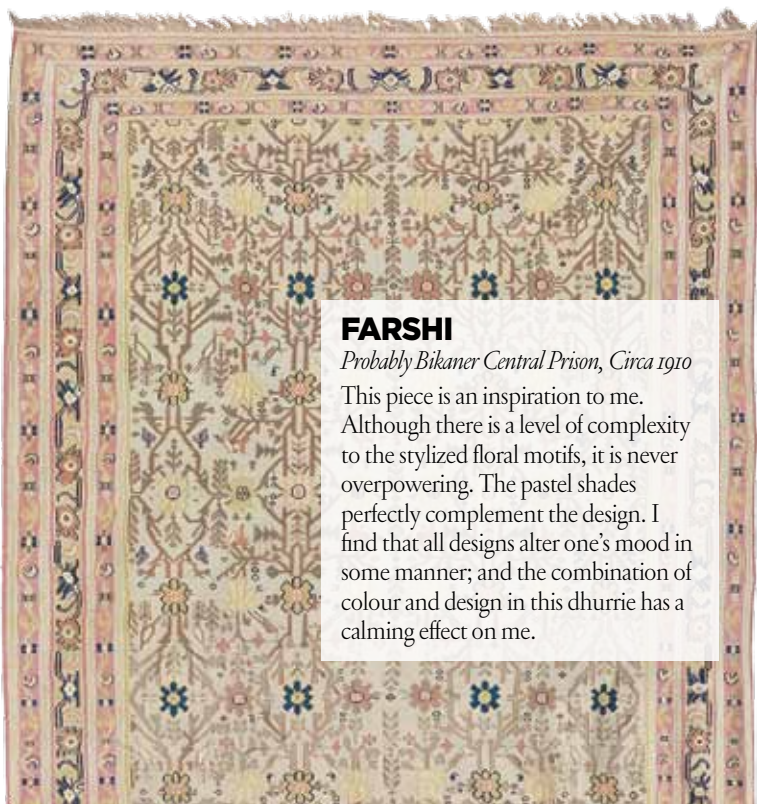 FARSHI
Probably Bikaner Central Prison, Circa 1910
This piece is an inspiration to me.
Although there is a level of complexity
to the stylized floral motifs, it is never
overpowering. The pastel shades
perfectly complement the design. I
find that all designs alter one’s mood in
some manner; and the combination of
colour and design in this dhurrie has a
calming effect on me.